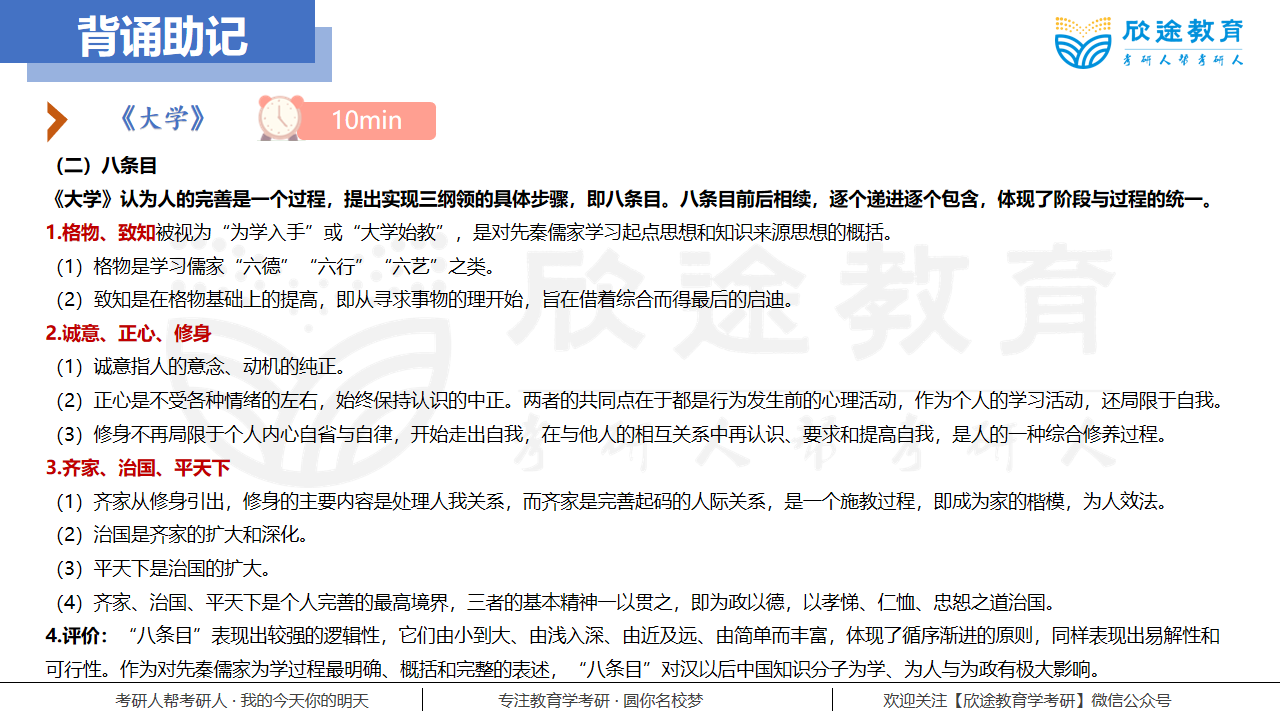 背诵助记
欣途教育
考研人帮考研人
《大学》
10min
（二）八条目
《大学》认为人的完善是一个过程，提出实现三纲领的具体步骤，即八条目。八条目前后相续，逐个递进逐个包含，体现了阶段与过程的统一。
1.格物、致知被视为“为学入手”或“大学始教”，是对先秦儒家学习起点思想和知识来源思想的概括。
（1）格物是学习儒家“六德”“六行”“六艺”之类。
（2）致知是在格物基础上的提高，即从寻求事物的理开始，旨在借着综合而得最后的启迪。
2.诚意、正心、修身
（1）诚意指人的意念、动机的纯正。
（2）正心是不受各种情绪的左右，始终保持认识的中正。两者的共同点在于都是行为发生前的心理活动，作为个人的学习活动，还局限于自我。
（3）修身不再局限于个人内心自省与自律，开始走出自我，在与他人的相互关系中再认识、要求和提高自我，是人的一种综合修养过程。
3.齐家、治国、平天下
（1）齐家从修身引出，修身的主要内容是处理人我关系，而齐家是完善起码的人际关系，是一个施教过程，即成为家的楷模，为人效法。
（2）治国是齐家的扩大和深化。
（3）平天下是治国的扩大。
（4）齐家、治国、平天下是个人完善的最高境界，三者的基本精神一以贯之，即为政以德，以孝悌、仁恤、忠恕之道治国。
4.评价：“八条目”表现出较强的逻辑性，它们由小到大、由浅入深、由近及远、由简单而丰富，体现了循序渐进的原则，同样表现出易解性和
可行性。作为对先秦儒家为学过程最明确、概括和完整的表述，“八条目”对汉以后中国知识分子为学、为人与为政有极大影响。
欣途教育
考研人帮考研人
考研人帮考研人 · 我的今天你的明天
专注教育学考研 · 圆你名校梦
欢迎关注【欣途教育学考研】微信公众号